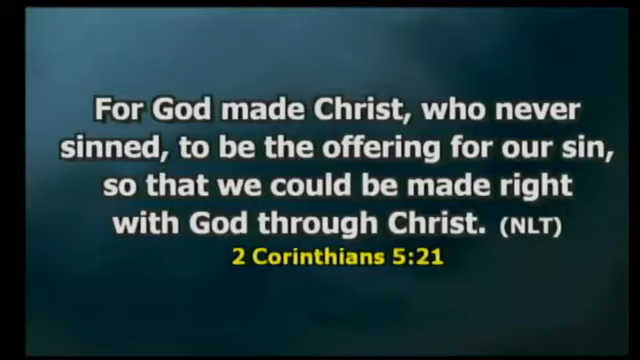 For God made Christ, who never
sinned, to be the offering for our sin,
so that we could be made right
with God through Christ. (NLT)
2 Corinthians 5:21